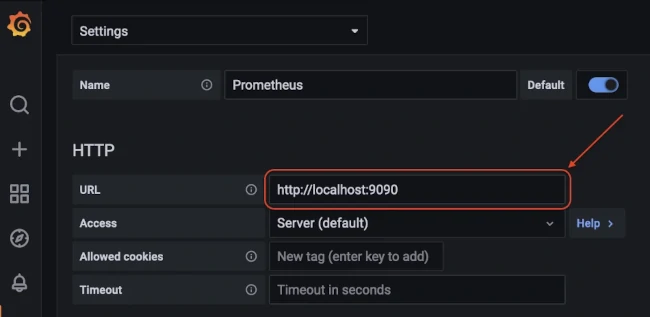 Settings
Name Prometheus Default
HTTP
URL http://localhost:9090
Access Server (default) Help >
Allowed cookies New tag (enter key to add)
Timeout Timeout in seconds